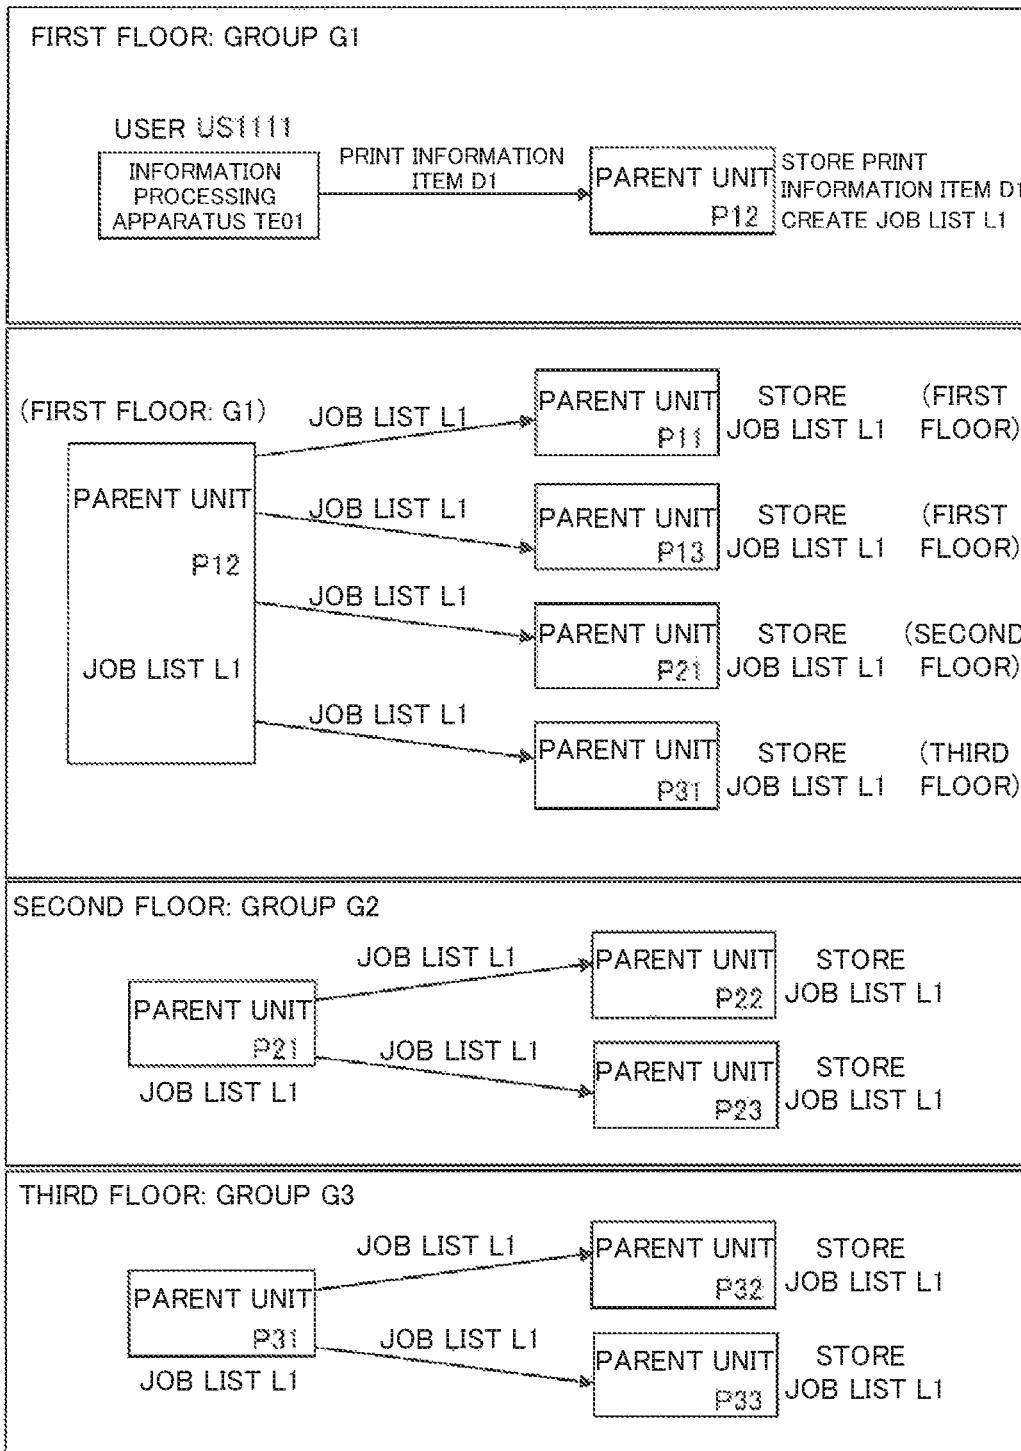 FIRST FLOOR: GROUP G1
USER US1111
INFORMATION
PROCESSING
APPARATUS TE01
PRINT INFORMATION
ITEM D1
PARENT UNIT
P12
STORE PRINT
INFORMATION ITEM D1
CREATE JOB LIST L1
(FIRST FLOOR: G1)
PARENT UNIT
P12
JOB LIST L1
JOB LIST L1
PARENT UNIT
P11
STORE
JOB LIST L1
(FIRST
FLOOR)
JOB LIST L1
PARENT UNIT
P13
STORE
JOB LIST L1
(FIRST
FLOOR)
JOB LIST L1
PARENT UNIT
P21
STORE
JOB LIST L1
(SECOND
FLOOR)
JOB LIST L1
PARENT UNIT
P31
STORE
JOB LIST L1
(THIRD
FLOOR)
SECOND FLOOR: GROUP G2
PARENT UNIT
P21
JOB LIST L1
JOB LIST L1
PARENT UNIT
P22
STORE
JOB LIST L1
JOB LIST L1
PARENT UNIT
P23
STORE
JOB LIST L1
THIRD FLOOR: GROUP G3
PARENT UNIT
P31
JOB LIST L1
JOB LIST L1
PARENT UNIT
P32
STORE
JOB LIST L1
JOB LIST L1
PARENT UNIT
P33
STORE
JOB LIST L1